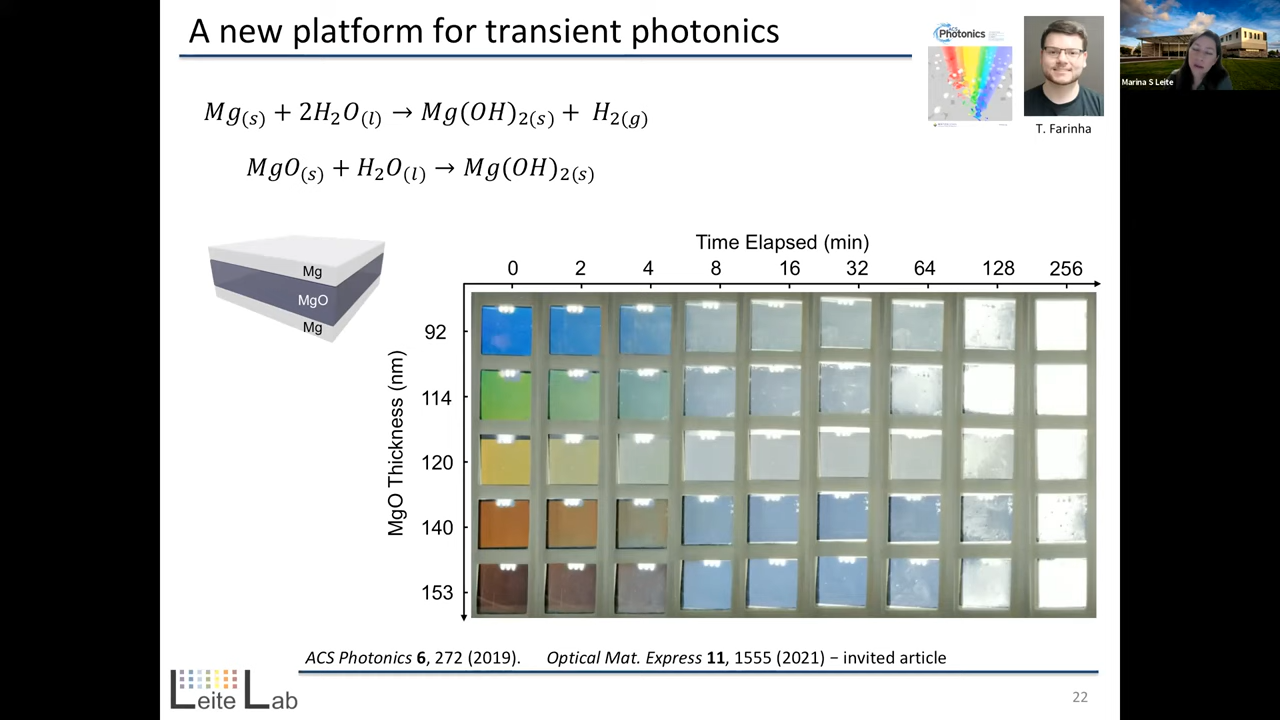 A new platform for transient photonics
Photonics
T. Farinha
Marina S Leite
Mg(s) + 2H₂O(l) → Mg(OH)₂(s) + H₂(g)
MgO(s) + H₂O(l) → Mg(OH)₂(s)
Mg
MgO
Mg
Time Elapsed (min)
0 2 4 8 16 32 64 128 256
MgO Thickness (nm)
92
114
120
140
153
ACS Photonics 6, 272 (2019). Optical Mat. Express 11, 1555 (2021) − invited article
Leite Lab
22